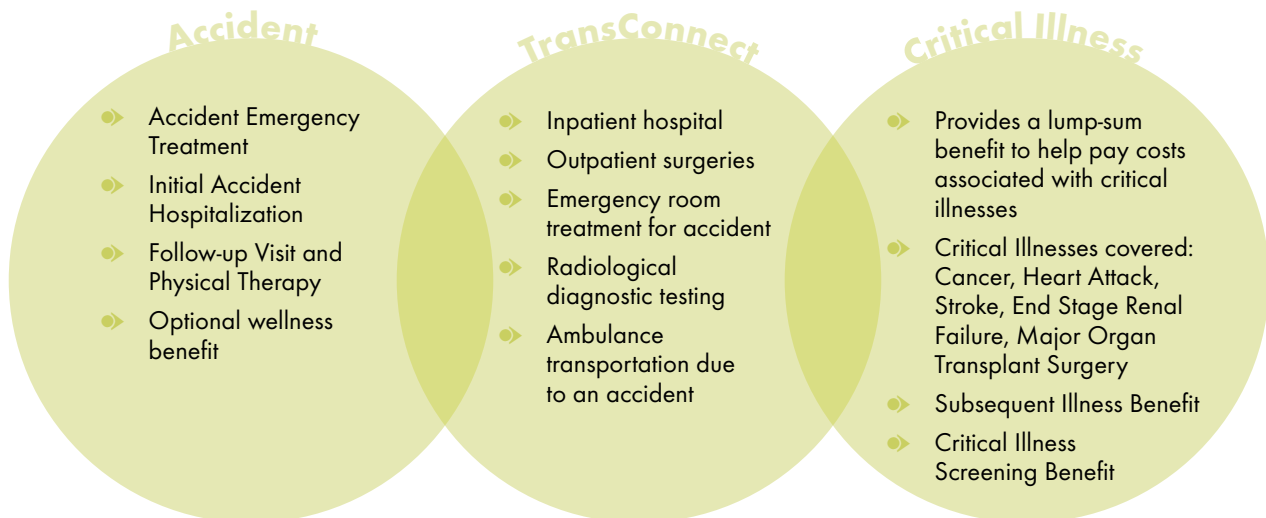 Accident
Accident Emergency
Treatment
Initial Accident
Hospitalization
Follow-up Visit and
Physical Therapy
Optional wellness
benefit
TransConnect
Inpatient hospital
Outpatient surgeries
Emergency room
treatment for accident
Radiological
diagnostic testing
Ambulance
transportation due
to an accident
Critical Illness
Provides a lump-sum
benefit to help pay costs
associated with critical
illnesses
Critical Illnesses covered:
Cancer, Heart Attack,
Stroke, End Stage Renal
Failure, Major Organ
Transplant Surgery
Subsequent Illness Benefit
Critical Illness
Screening Benefit